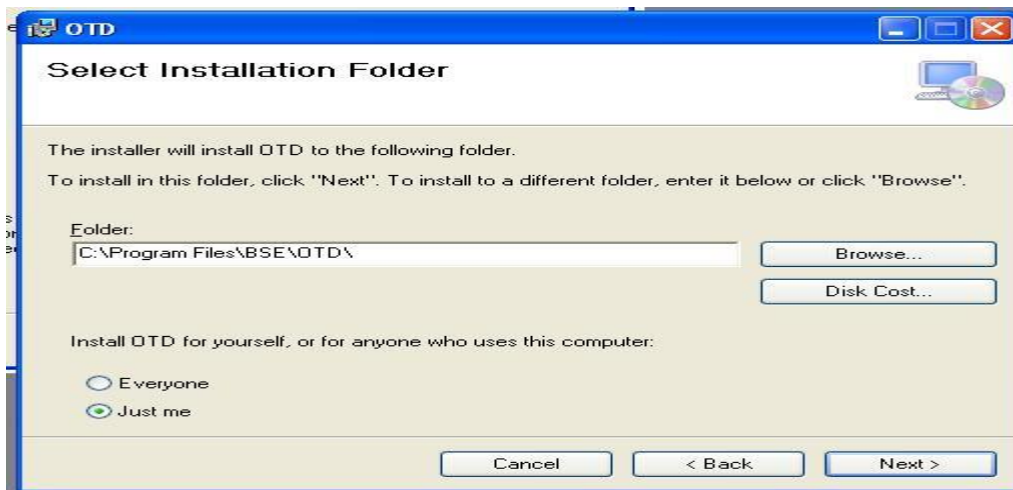 OTD
Select Installation Folder
The installer will install OTD to the following folder.
To install in this folder, click "Next". To install to a different folder, enter it below or click "Browse".
Folder:
C:\Program Files\BSE\OTD\
Browse...
Disk Cost...
Install OTD for yourself, or for anyone who uses this computer:
Everyone
Just me
Cancel
< Back
Next >